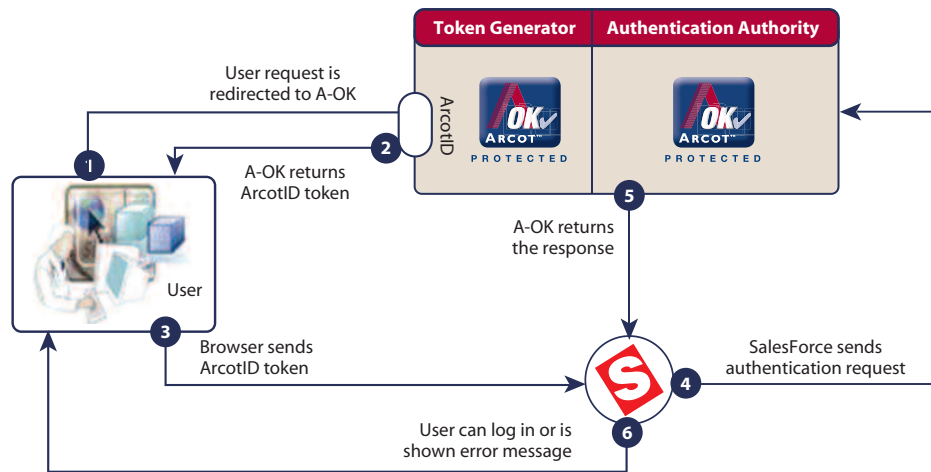 Token Generator
Authentication Authority
User request is
redirected to A-OK
ArcotID
A
OK
ARCOT™
PROTECTED
A
OK
ARCOT™
PROTECTED
1
2
A-OK returns
ArcotID token
5
A-OK returns
the response
User
3
Browser sends
ArcotID token
S
4
SalesForce sends
authentication request
6
User can log in or is
shown error message